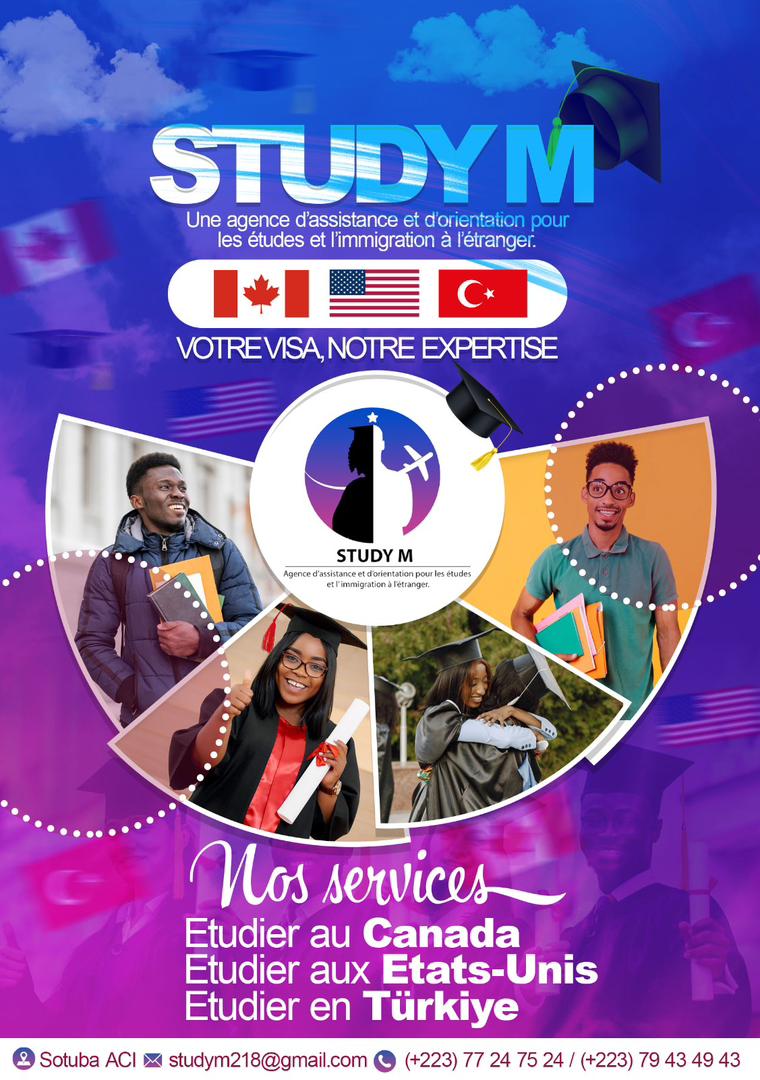 STUDY M
Une agence d'assistance et d'orientation pour
les études et l'immigration à l'étranger.
VOTRE VISA, NOTRE EXPERTISE
STUDY M
Agence d'assistance et d'orientation pour les études
et l'immigration à l'étranger.
Nos services
Etudier au Canada
Etudier aux Etats-Unis
Etudier en Türkiye
Sotuba ACI studym218@gmail.com (+223) 77 24 75 24 / (+223) 79 43 49 43